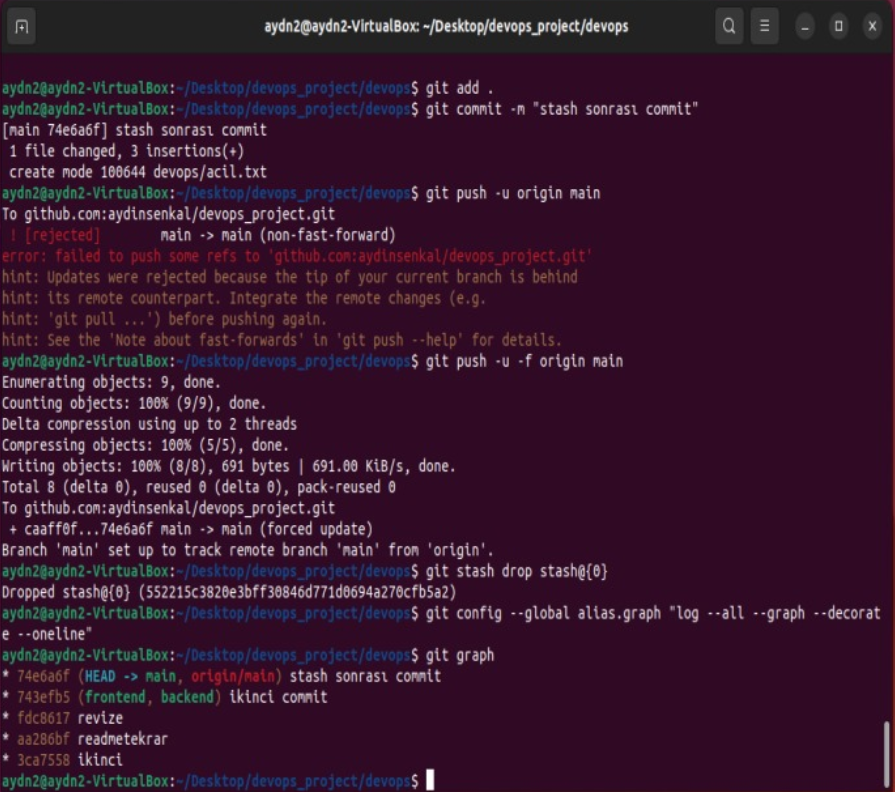 aydn2@aydn2-VirtualBox: ~/Desktop/devops_project/devops
aydn2@aydn2-VirtualBox:~/Desktop/devops_project/devops$ git add .
aydn2@aydn2-VirtualBox:~/Desktop/devops_project/devops$ git commit -m "stash sonrası commit"
[main 74e6a6f] stash sonrası commit
 1 file changed, 3 insertions(+)
 create mode 100644 devops/acil.txt
aydn2@aydn2-VirtualBox:~/Desktop/devops_project/devops$ git push -u origin main
To github.com:aydinsenkal/devops_project.git
 ! [rejected]        main -> main (non-fast-forward)
error: failed to push some refs to 'github.com:aydinsenkal/devops_project.git'
hint: Updates were rejected because the tip of your current branch is behind
hint: its remote counterpart. Integrate the remote changes (e.g.
hint: 'git pull ...') before pushing again.
hint: See the 'Note about fast-forwards' in 'git push --help' for details.
aydn2@aydn2-VirtualBox:~/Desktop/devops_project/devops$ git push -u -f origin main
Enumerating objects: 9, done.
Counting objects: 100% (9/9), done.
Delta compression using up to 2 threads
Compressing objects: 100% (5/5), done.
Writing objects: 100% (8/8), 691 bytes | 691.00 KiB/s, done.
Total 8 (delta 0), reused 0 (delta 0), pack-reused 0
To github.com:aydinsenkal/devops_project.git
 + caaff0f...74e6a6f main -> main (forced update)
Branch 'main' set up to track remote branch 'main' from 'origin'.
aydn2@aydn2-VirtualBox:~/Desktop/devops_project/devops$ git stash drop stash@{0}
Dropped stash@{0} (552215c3820e3bff30846d771d0694a270cfb5a2)
aydn2@aydn2-VirtualBox:~/Desktop/devops_project/devops$ git config --global alias.graph "log --all --graph --decorat
e --oneline"
aydn2@aydn2-VirtualBox:~/Desktop/devops_project/devops$ git graph
* 74e6a6f (HEAD -> main, origin/main) stash sonrası commit
* 743efb5 (frontend, backend) ikinci commit
* fdc8617 revize
* aa286bf readmetekrar
* 3ca7558 ikinci
aydn2@aydn2-VirtualBox:~/Desktop/devops_project/devops$